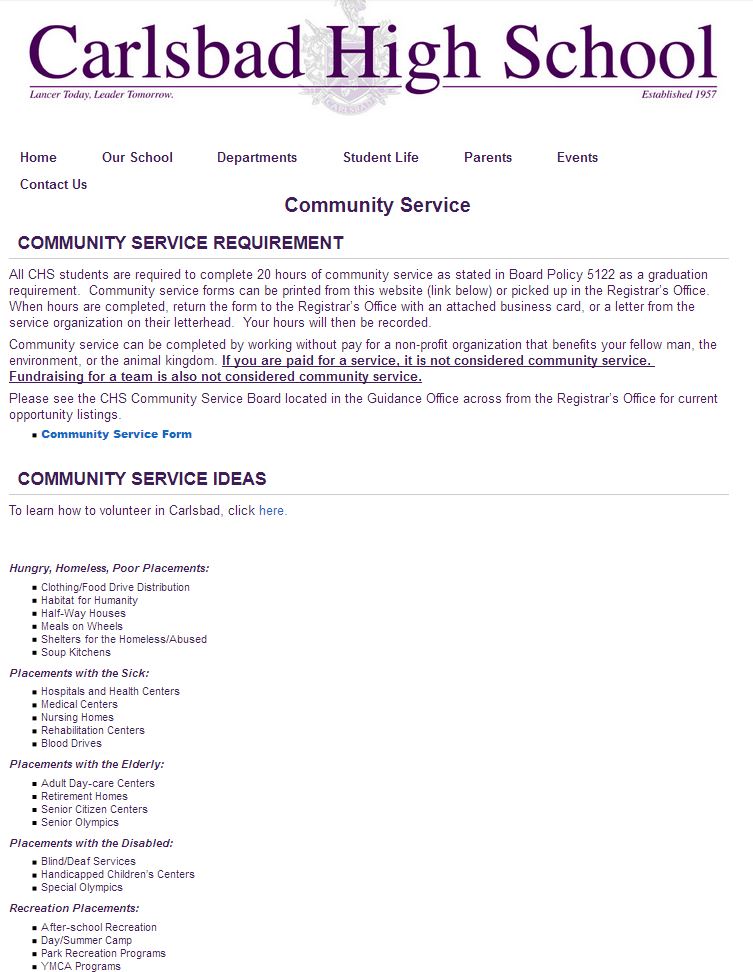 Carlsbad High School
Lancer Today, Leader Tomorrow.
Established 1957
CARLSBAD
Home Our School Departments Student Life Parents Events
Contact Us
Community Service
COMMUNITY SERVICE REQUIREMENT
All CHS students are required to complete 20 hours of community service as stated in Board Policy 5122 as a graduation
requirement.  Community service forms can be printed from this website (link below) or picked up in the Registrar's Office.
When hours are completed, return the form to the Registrar's Office with an attached business card, or a letter from the
service organization on their letterhead.  Your hours will then be recorded.
Community service can be completed by working without pay for a non-profit organization that benefits your fellow man, the
environment, or the animal kingdom. If you are paid for a service, it is not considered community service.
Fundraising for a team is also not considered community service.
Please see the CHS Community Service Board located in the Guidance Office across from the Registrar's Office for current
opportunity listings.
▪ Community Service Form
COMMUNITY SERVICE IDEAS
To learn how to volunteer in Carlsbad, click here.
Hungry, Homeless, Poor Placements:
▪ Clothing/Food Drive Distribution
▪ Habitat for Humanity
▪ Half-Way Houses
▪ Meals on Wheels
▪ Shelters for the Homeless/Abused
▪ Soup Kitchens
Placements with the Sick:
▪ Hospitals and Health Centers
▪ Medical Centers
▪ Nursing Homes
▪ Rehabilitation Centers
▪ Blood Drives
Placements with the Elderly:
▪ Adult Day-care Centers
▪ Retirement Homes
▪ Senior Citizen Centers
▪ Senior Olympics
Placements with the Disabled:
▪ Blind/Deaf Services
▪ Handicapped Children's Centers
▪ Special Olympics
Recreation Placements:
▪ After-school Recreation
▪ Day/Summer Camp
▪ Park Recreation Programs
▪ YMCA Programs